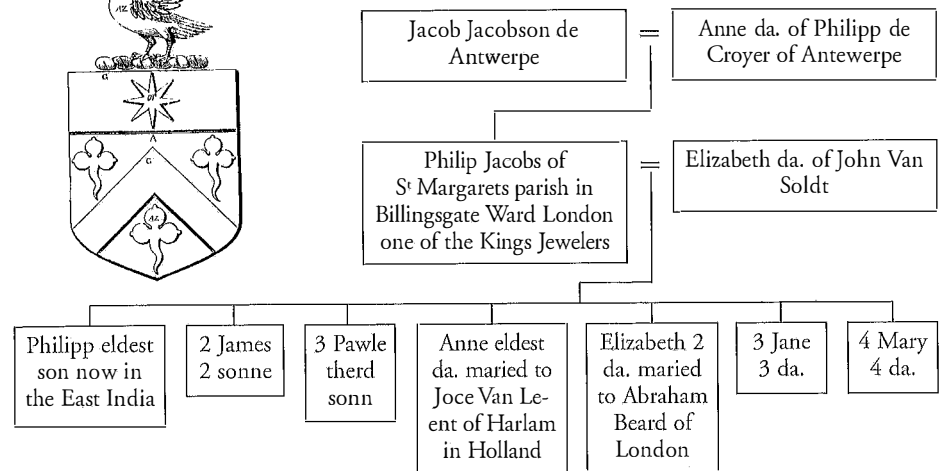 AZ
G
OT
A
G
AZ
Jacob Jacobson de
Antwerpe
=
Anne da. of Philipp de
Croyer of Antewerpe
Philip Jacobs of
Sᵗ Margarets parish in
Billingsgate Ward London
one of the Kings Jewelers
=
Elizabeth da. of John Van
Soldt
Philipp eldest
son now in
the East India
2 James
2 sonne
3 Pawle
therd
sonn
Anne eldest
da. maried to
Joce Van Le-
ent of Harlam
in Holland
Elizabeth 2
da. maried
to Abraham
Beard of
London
3 Jane
3 da.
4 Mary
4 da.